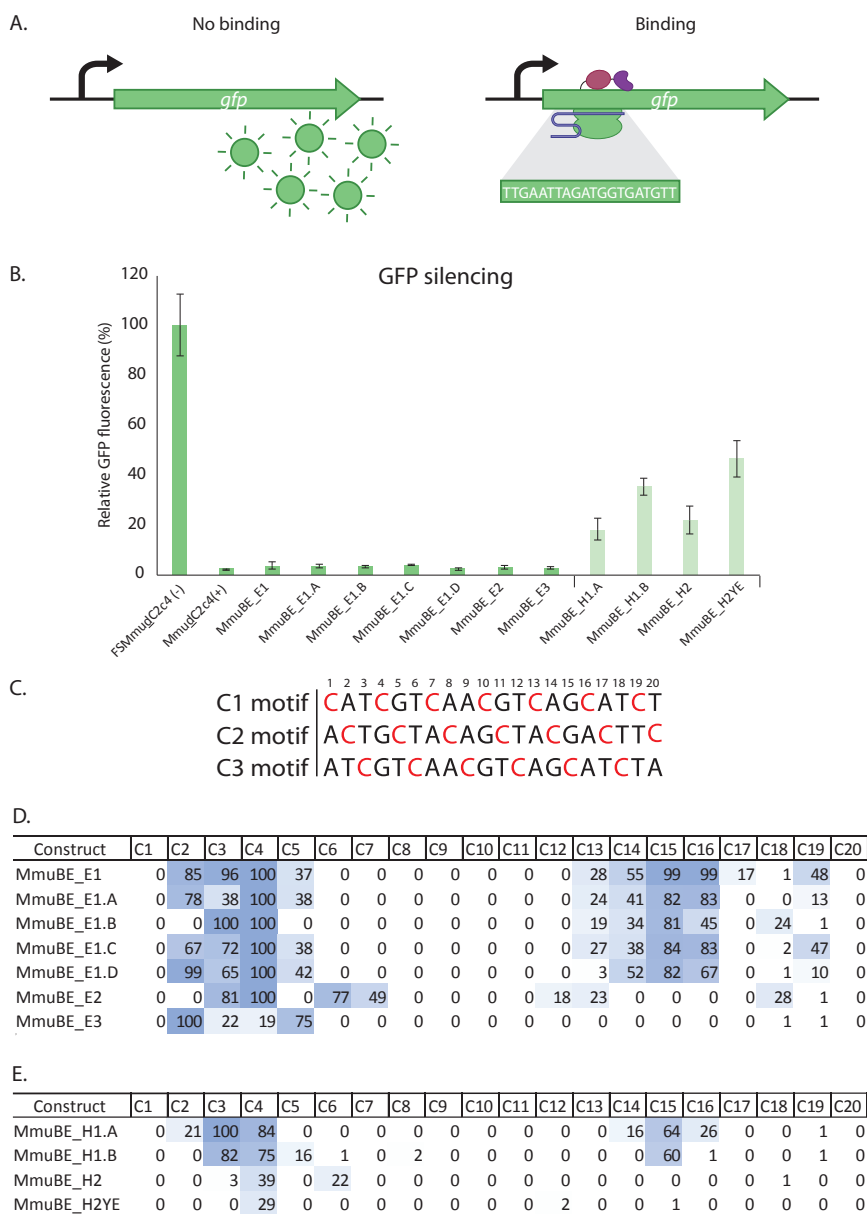 A.
No binding
Binding
gfp
gfp
TTGAATTAGATGGTGATGTT
B.
GFP silencing
Relative GFP fluorescence (%)
120
100
80
60
40
20
0
FSMmudC2c4 (-)
MmudC2c4(+)
MmuBE_E1
MmuBE_E1.A
MmuBE_E1.B
MmuBE_E1.C
MmuBE_E1.D
MmuBE_E2
MmuBE_E3
MmuBE_H1.A
MmuBE_H1.B
MmuBE_H2
MmuBE_H2YE
C.
1 2 3 4 5 6 7 8 9 10 11 12 13 14 15 16 17 18 19 20
C1 motif CATCGTCAACGTCAGCATCT
C2 motif ACTGCTACAGCTACGACTTC
C3 motif ATCGTCAACGTCAGCATCTA
D.
Construct C1 C2 C3 C4 C5 C6 C7 C8 C9 C10 C11 C12 C13 C14 C15 C16 C17 C18 C19 C20
MmuBE_E1 0 85 96 100 37 0 0 0 0 0 0 0 28 55 99 99 17 1 48 0
MmuBE_E1.A 0 78 38 100 38 0 0 0 0 0 0 0 24 41 82 83 0 0 13 0
MmuBE_E1.B 0 0 100 100 0 0 0 0 0 0 0 0 19 34 81 45 0 24 1 0
MmuBE_E1.C 0 67 72 100 38 0 0 0 0 0 0 0 27 38 84 83 0 2 47 0
MmuBE_E1.D 0 99 65 100 42 0 0 0 0 0 0 0 3 52 82 67 0 1 10 0
MmuBE_E2 0 0 81 100 0 77 49 0 0 0 0 18 23 0 0 0 0 28 1 0
MmuBE_E3 0 100 22 19 75 0 0 0 0 0 0 0 0 0 0 0 0 1 1 0
E.
Construct C1 C2 C3 C4 C5 C6 C8 C9 C10 C11 C12 C13 C14 C15 C16 C17 C18 C19 C20
MmuBE_H1.A 0 21 100 84 0 0 0 0 0 0 0 0 16 64 26 0 0 1 0
MmuBE_H1.B 0 0 82 75 16 1 2 0 0 0 0 0 0 60 1 0 0 1 0
MmuBE_H2 0 0 3 39 0 22 0 0 0 0 0 0 0 0 0 0 1 0 0
MmuBE_H2YE 0 0 0 29 0 0 0 0 0 0 2 0 0 1 0 0 0 0 0